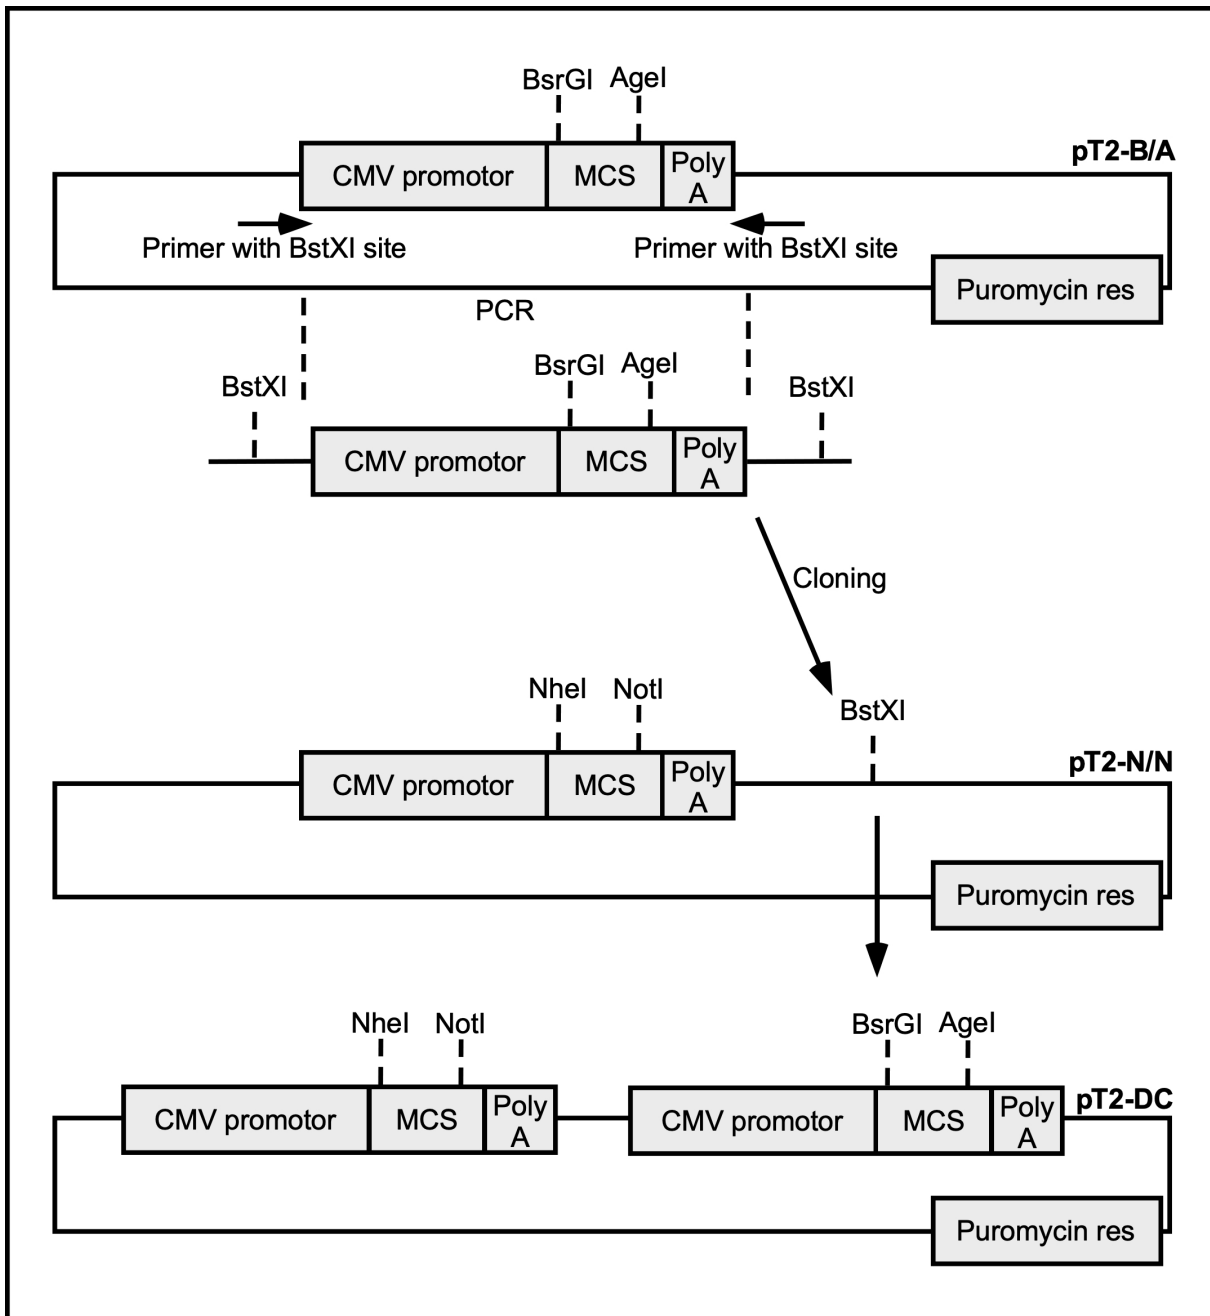 BsrGI AgeI
pT2-B/A
CMV promotor MCS Poly A
Primer with BstXI site Primer with BstXI site
Puromycin res
PCR
BsrGI AgeI
BstXI BstXI
CMV promotor MCS Poly A
Cloning
NheI NotI
BstXI
pT2-N/N
CMV promotor MCS Poly A
Puromycin res
NheI NotI BsrGI AgeI
pT2-DC
CMV promotor MCS Poly A CMV promotor MCS Poly A
Puromycin res